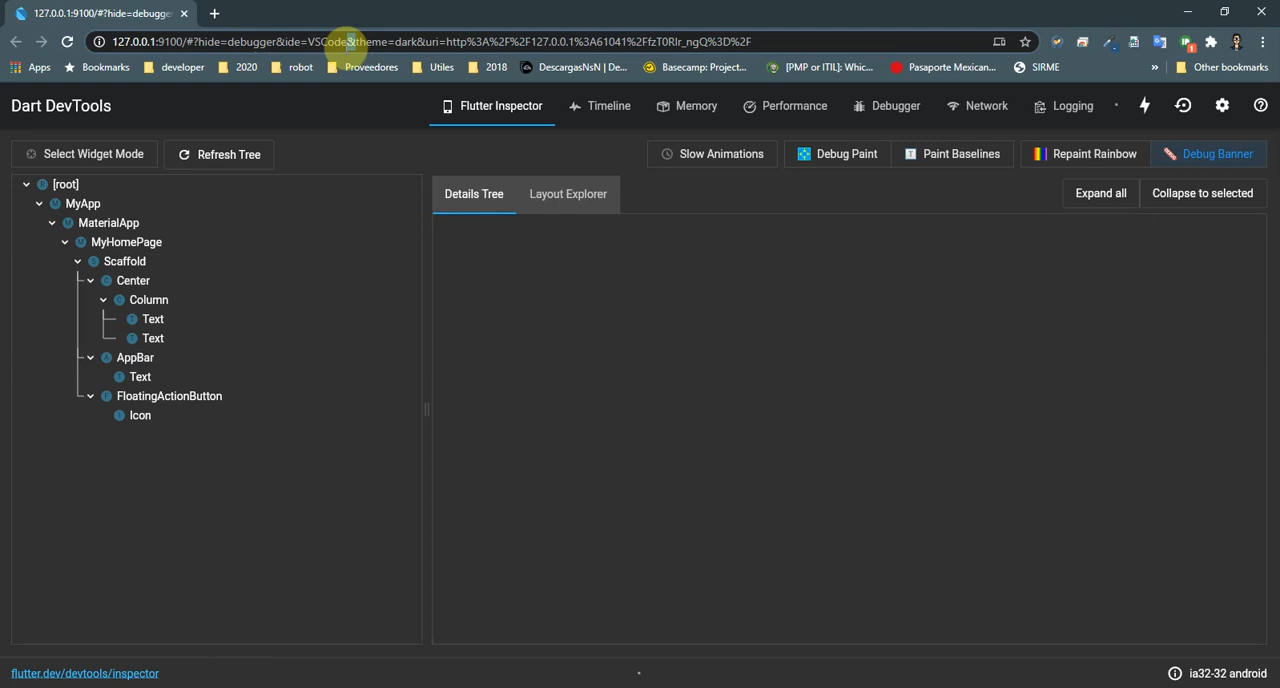 127.0.0.1:9100/#?hide=debugger
127.0.0.1:9100/#?hide=debugger&ide=VSCode&theme=dark&uri=http%3A%2F%2F127.0.0.1%3A61041%2FfzT0RIr_ngQ%3D%2F
Apps Bookmarks developer 2020 robot Proveedores Utiles 2018 DescargasNsN | De... Basecamp: Project... [PMP or ITIL]: Whic... Pasaporte Mexican... SIRME » Other bookmarks
Dart DevTools Flutter Inspector Timeline Memory Performance Debugger Network Logging
Select Widget Mode Refresh Tree Slow Animations Debug Paint Paint Baselines Repaint Rainbow Debug Banner
[root]
MyApp
MaterialApp
MyHomePage
Scaffold
Center
Column
Text
Text
AppBar
Text
FloatingActionButton
Icon
Details Tree Layout Explorer Expand all Collapse to selected
flutter.dev/devtools/inspector ia32-32 android